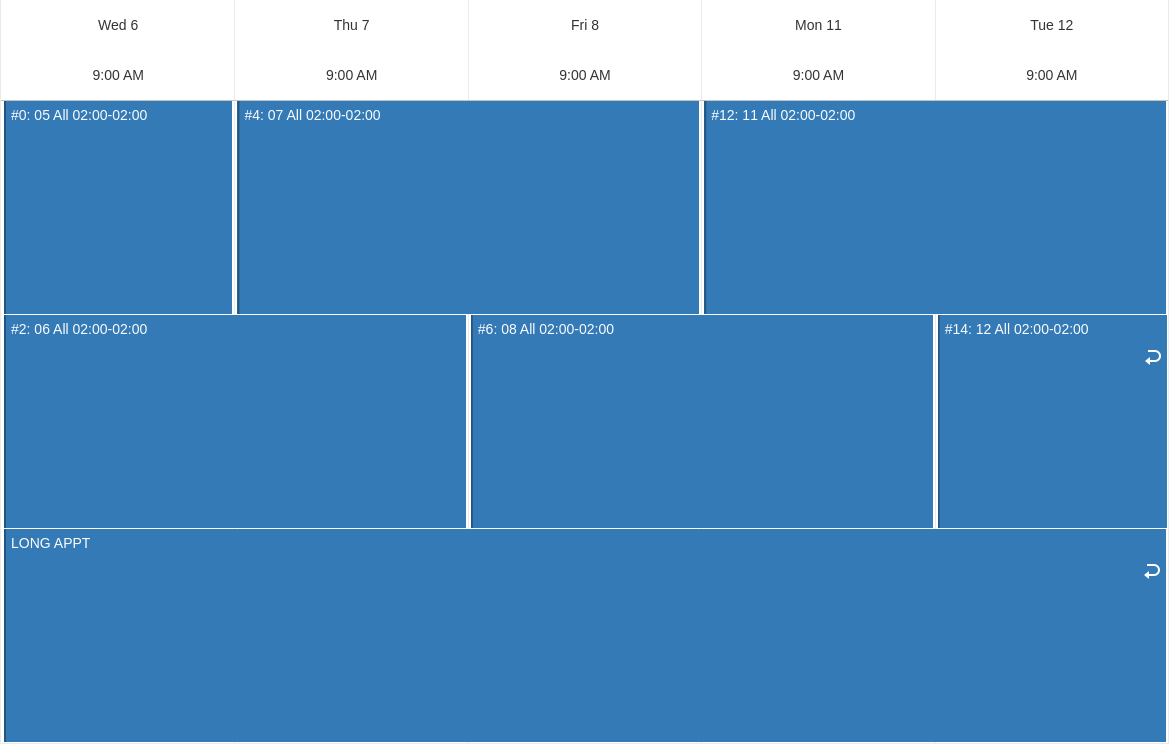 Wed 6
Thu 7
Fri 8
Mon 11
Tue 12
9:00 AM
9:00 AM
9:00 AM
9:00 AM
9:00 AM
#0: 05 All 02:00-02:00
#4: 07 All 02:00-02:00
#12: 11 All 02:00-02:00
#2: 06 All 02:00-02:00
#6: 08 All 02:00-02:00
#14: 12 All 02:00-02:00
LONG APPT